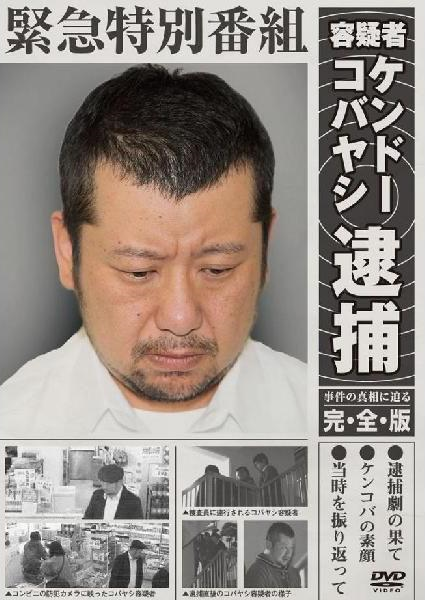 緊急特別番組
容疑者
ケンドー
コバヤシ
逮捕
事件の真相に迫る
完・全・版
●逮捕劇の果て
●ケンコバの素顔
●当時を振り返って
▲捜査員に連行されるコバヤシ容疑者
▲コンビニの防犯カメラに映ったコバヤシ容疑者
▲逮捕直後のコバヤシ容疑者の様子
DVD
VIDEO